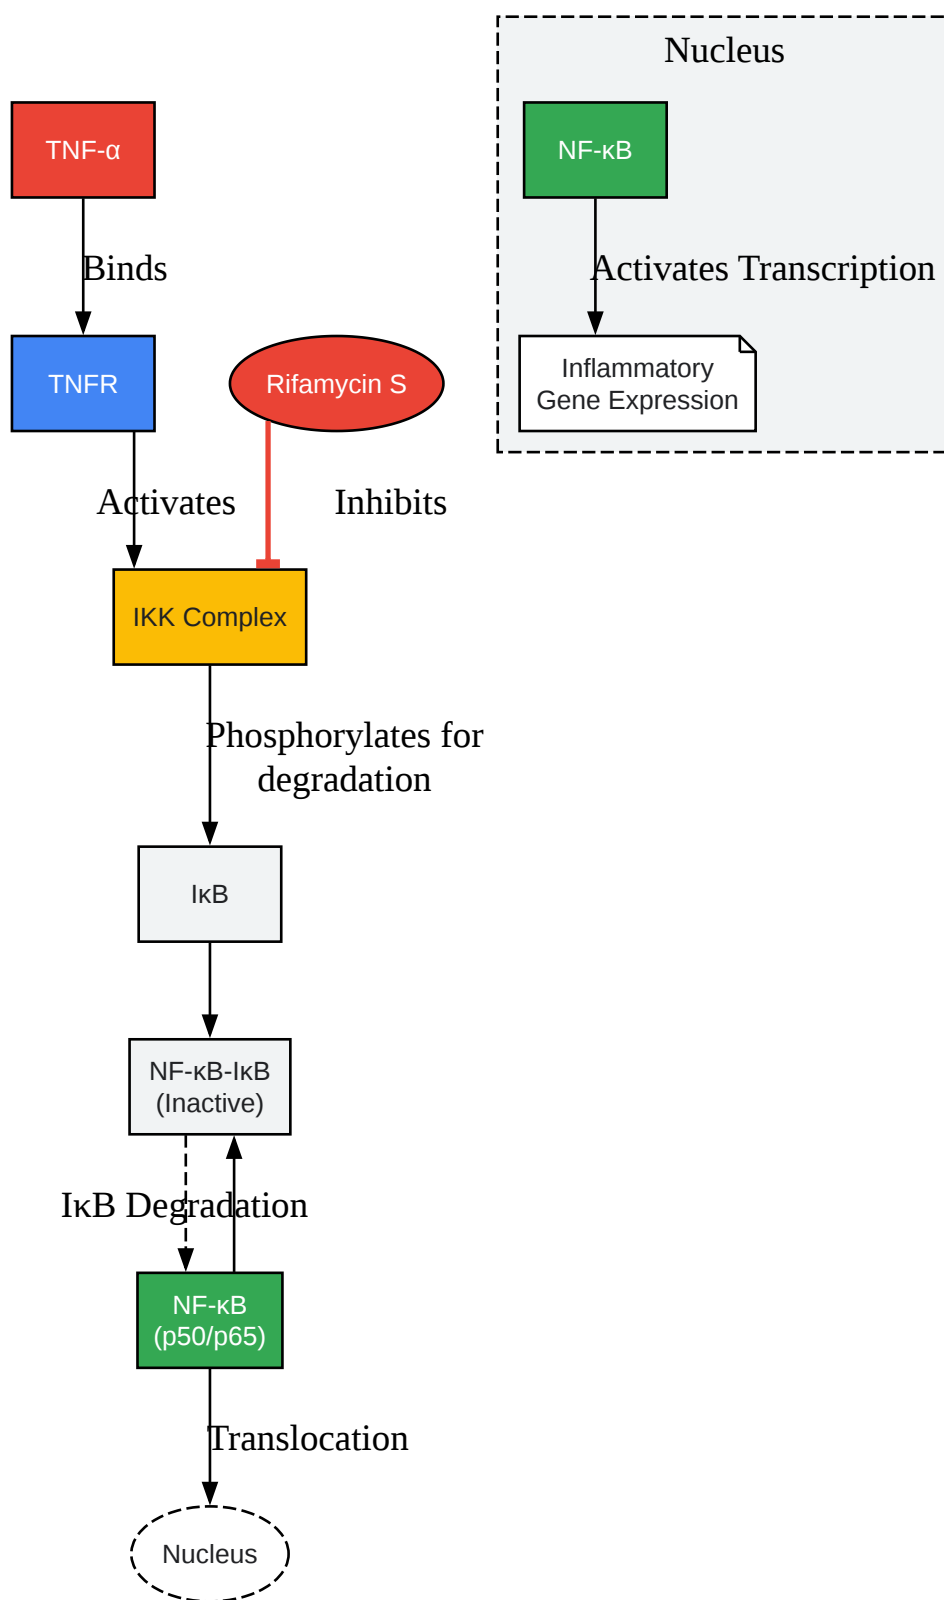 Nucleus
TNF-α
NF-κB
Binds
Activates Transcription
TNFR
Rifamycin S
Inflammatory
Gene Expression
Activates
Inhibits
IKK Complex
Phosphorylates for
degradation
IκB
NF-κB-IκB
(Inactive)
IκB Degradation
NF-κB
(p50/p65)
Translocation
Nucleus